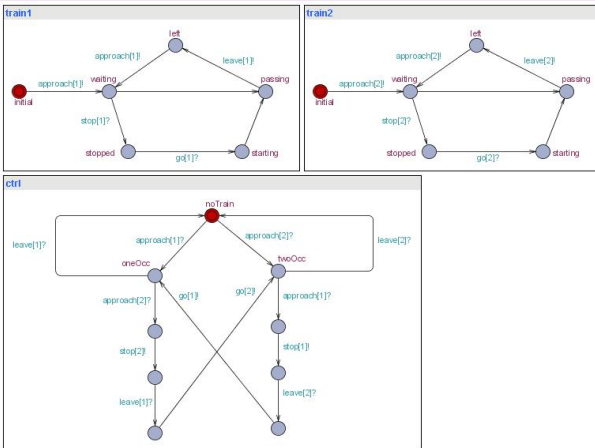 train1
left
approach[1]!
leave[1]!
approach[1]!
waiting
passing
initial
stop[1]?
stopped
go[1]?
starting
train2
left
approach[2]!
leave[2]!
approach[2]!
waiting
passing
initial
stop[2]?
stopped
go[2]?
starting
ctrl
noTrain
leave[1]?
approach[1]?
approach[2]?
leave[2]?
oneOcc
twoOcc
approach[2]?
go[1]!
go[2]!
approach[1]?
stop[2]!
stop[1]!
leave[1]?
leave[2]?